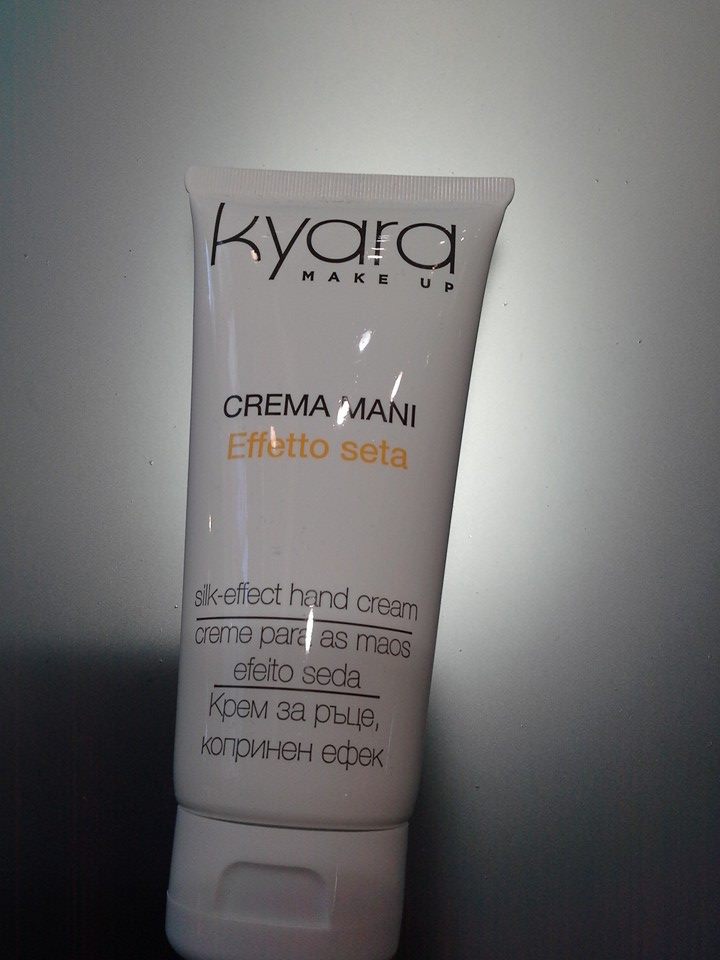 kyara
MAKE UP
CREMA MANI
Effetto seta
silk-effect hand cream
creme para as maos
efeito seda
Крем за ръце,
копринен ефек